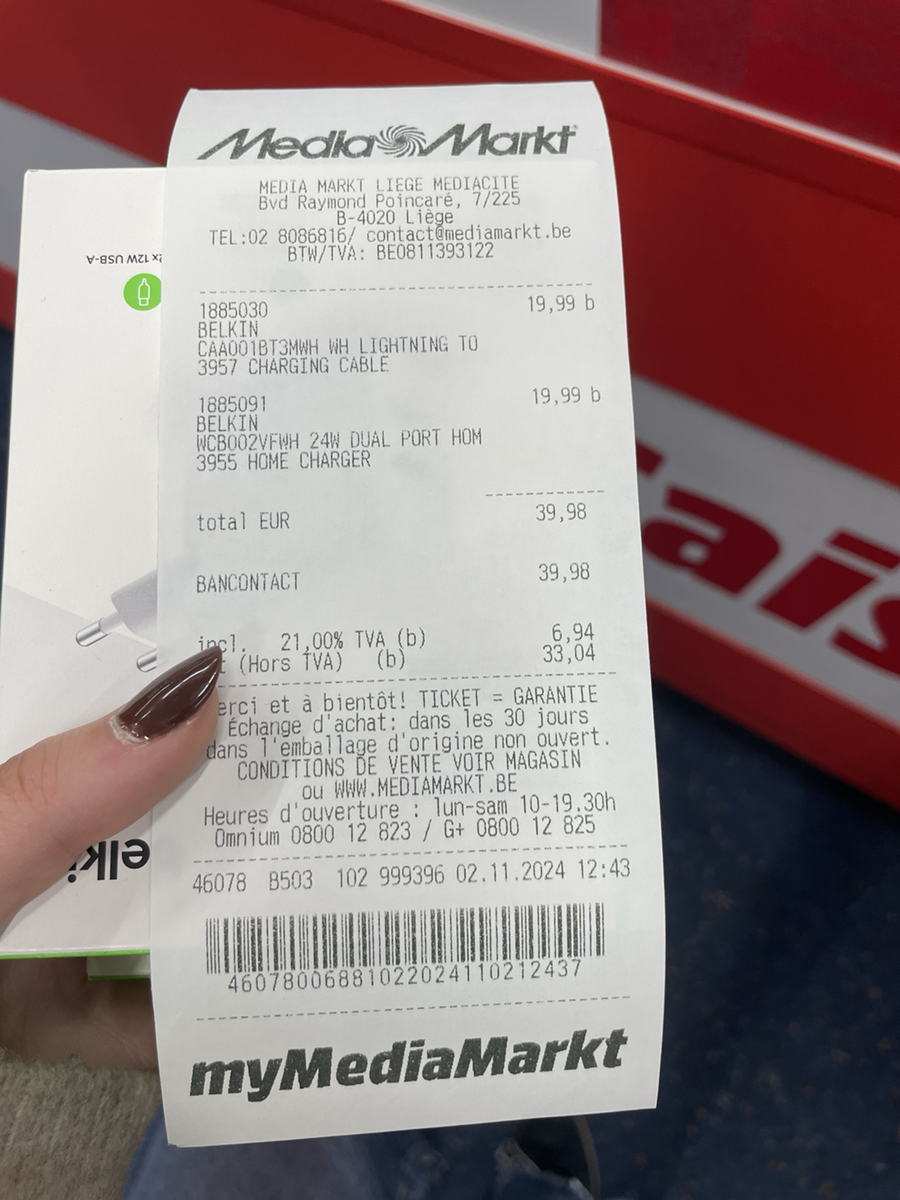 Media Markt
MEDIA MARKT LIEGE MEDIACITE
Bvd Raymond Poincaré, 7/225
B-4020 Liège
TEL:02 8086816/ contact@mediamarkt.be
BTW/TVA: BE0811393122
1885030 19,99 b
BELKIN
CAA001BT3MWH WH LIGHTNING TO
3957 CHARGING CABLE
1885091 19,99 b
BELKIN
WCB002VFWH 24W DUAL PORT HOM
3955 HOME CHARGER
total EUR 39,98
BANCONTACT 39,98
incl. 21,00% TVA (b) 6,94
(Hors TVA) (b) 33,04
erci et à bientôt! TICKET = GARANTIE
Échange d'achat: dans les 30 jours
dans l'emballage d'origine non ouvert.
CONDITIONS DE VENTE VOIR MAGASIN
ou WWW.MEDIAMARKT.BE
Heures d'ouverture : lun-sam 10-19.30h
Omnium 0800 12 823 / G+ 0800 12 825
46078 B503 102 999396 02.11.2024 12:43
4607800688102202411021243​7
myMediaMarkt
2x 12W USB-A
elki
ais